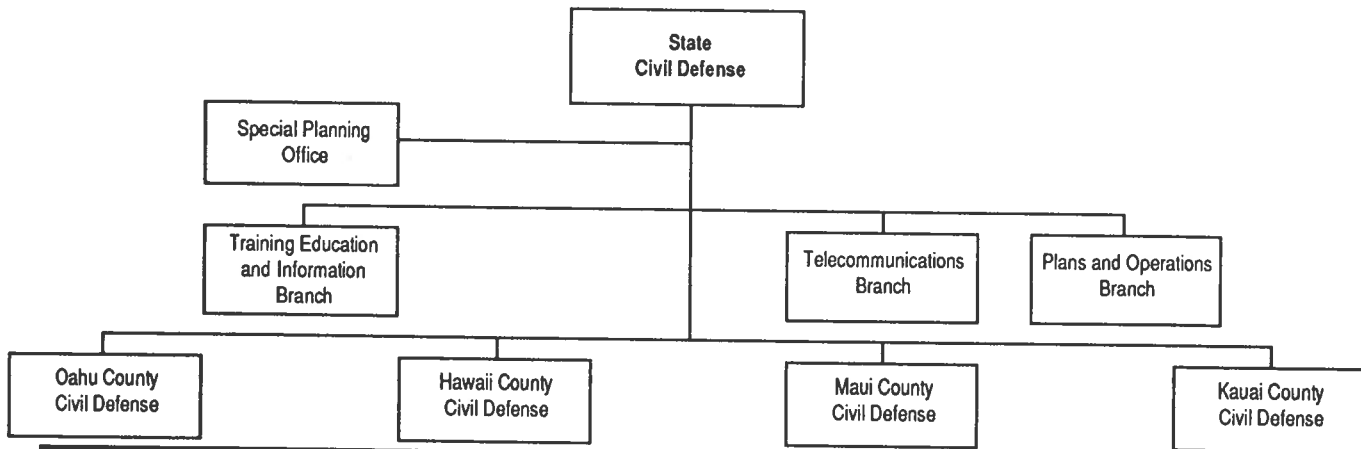 State
Civil Defense
Special Planning
Office
Training Education
and Information
Branch
Telecommunications
Branch
Plans and Operations
Branch
Oahu County
Civil Defense
Hawaii County
Civil Defense
Maui County
Civil Defense
Kauai County
Civil Defense